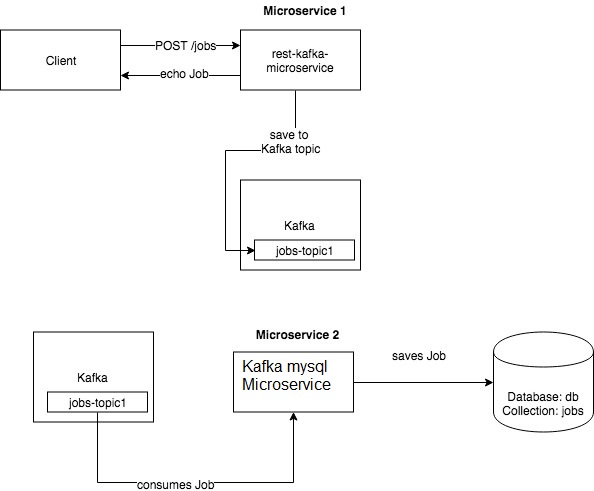 Microservice 1
Client
POST /jobs
echo Job
rest-kafka-
microservice
save to
Kafka topic
Kafka
jobs-topic1
Microservice 2
Kafka
jobs-topic1
consumes Job
Kafka mysql
Microservice
saves Job
Database: db
Collection: jobs